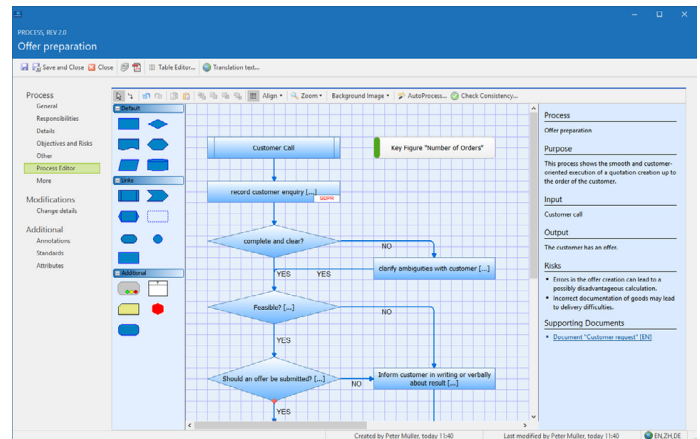 PROCESS, REV 2.0
Offer preparation
Save and Close Close Table Editor... Translation text...
Process
General
Responsibilities
Details
Objectives and Risks
Other
Process Editor
More
Modifications
Change details
Additional
Annotations
Standards
Attributes
Align Zoom Background Image AutoProcess... Check Consistency...
Default
Links
Additional
Customer Call
Key Figure "Number of Orders"
record customer enquiry [...]
GDPR
complete and clear?
NO
YES
YES
clarify ambiguities with customer [...]
Feasible? [...]
NO
YES
Should an offer be submitted? [...]
NO
Inform customer in writing or verbally
about result [...]
YES
Process
Offer preparation
Purpose
This process shows the smooth and customer-
oriented execution of a quotation creation up to
the order of the customer.
Input
Customer call
Output
The customer has an offer.
Risks
Errors in the offer creation can lead to a
possibly disadvantageous calculation.
Incorrect documentation of goods may lead
to delivery difficulties.
Supporting Documents
Document "Customer request" [EN]
Created by Peter Müller, today 11:40
Last modified by Peter Müller, today 11:40
EN,ZH,DE